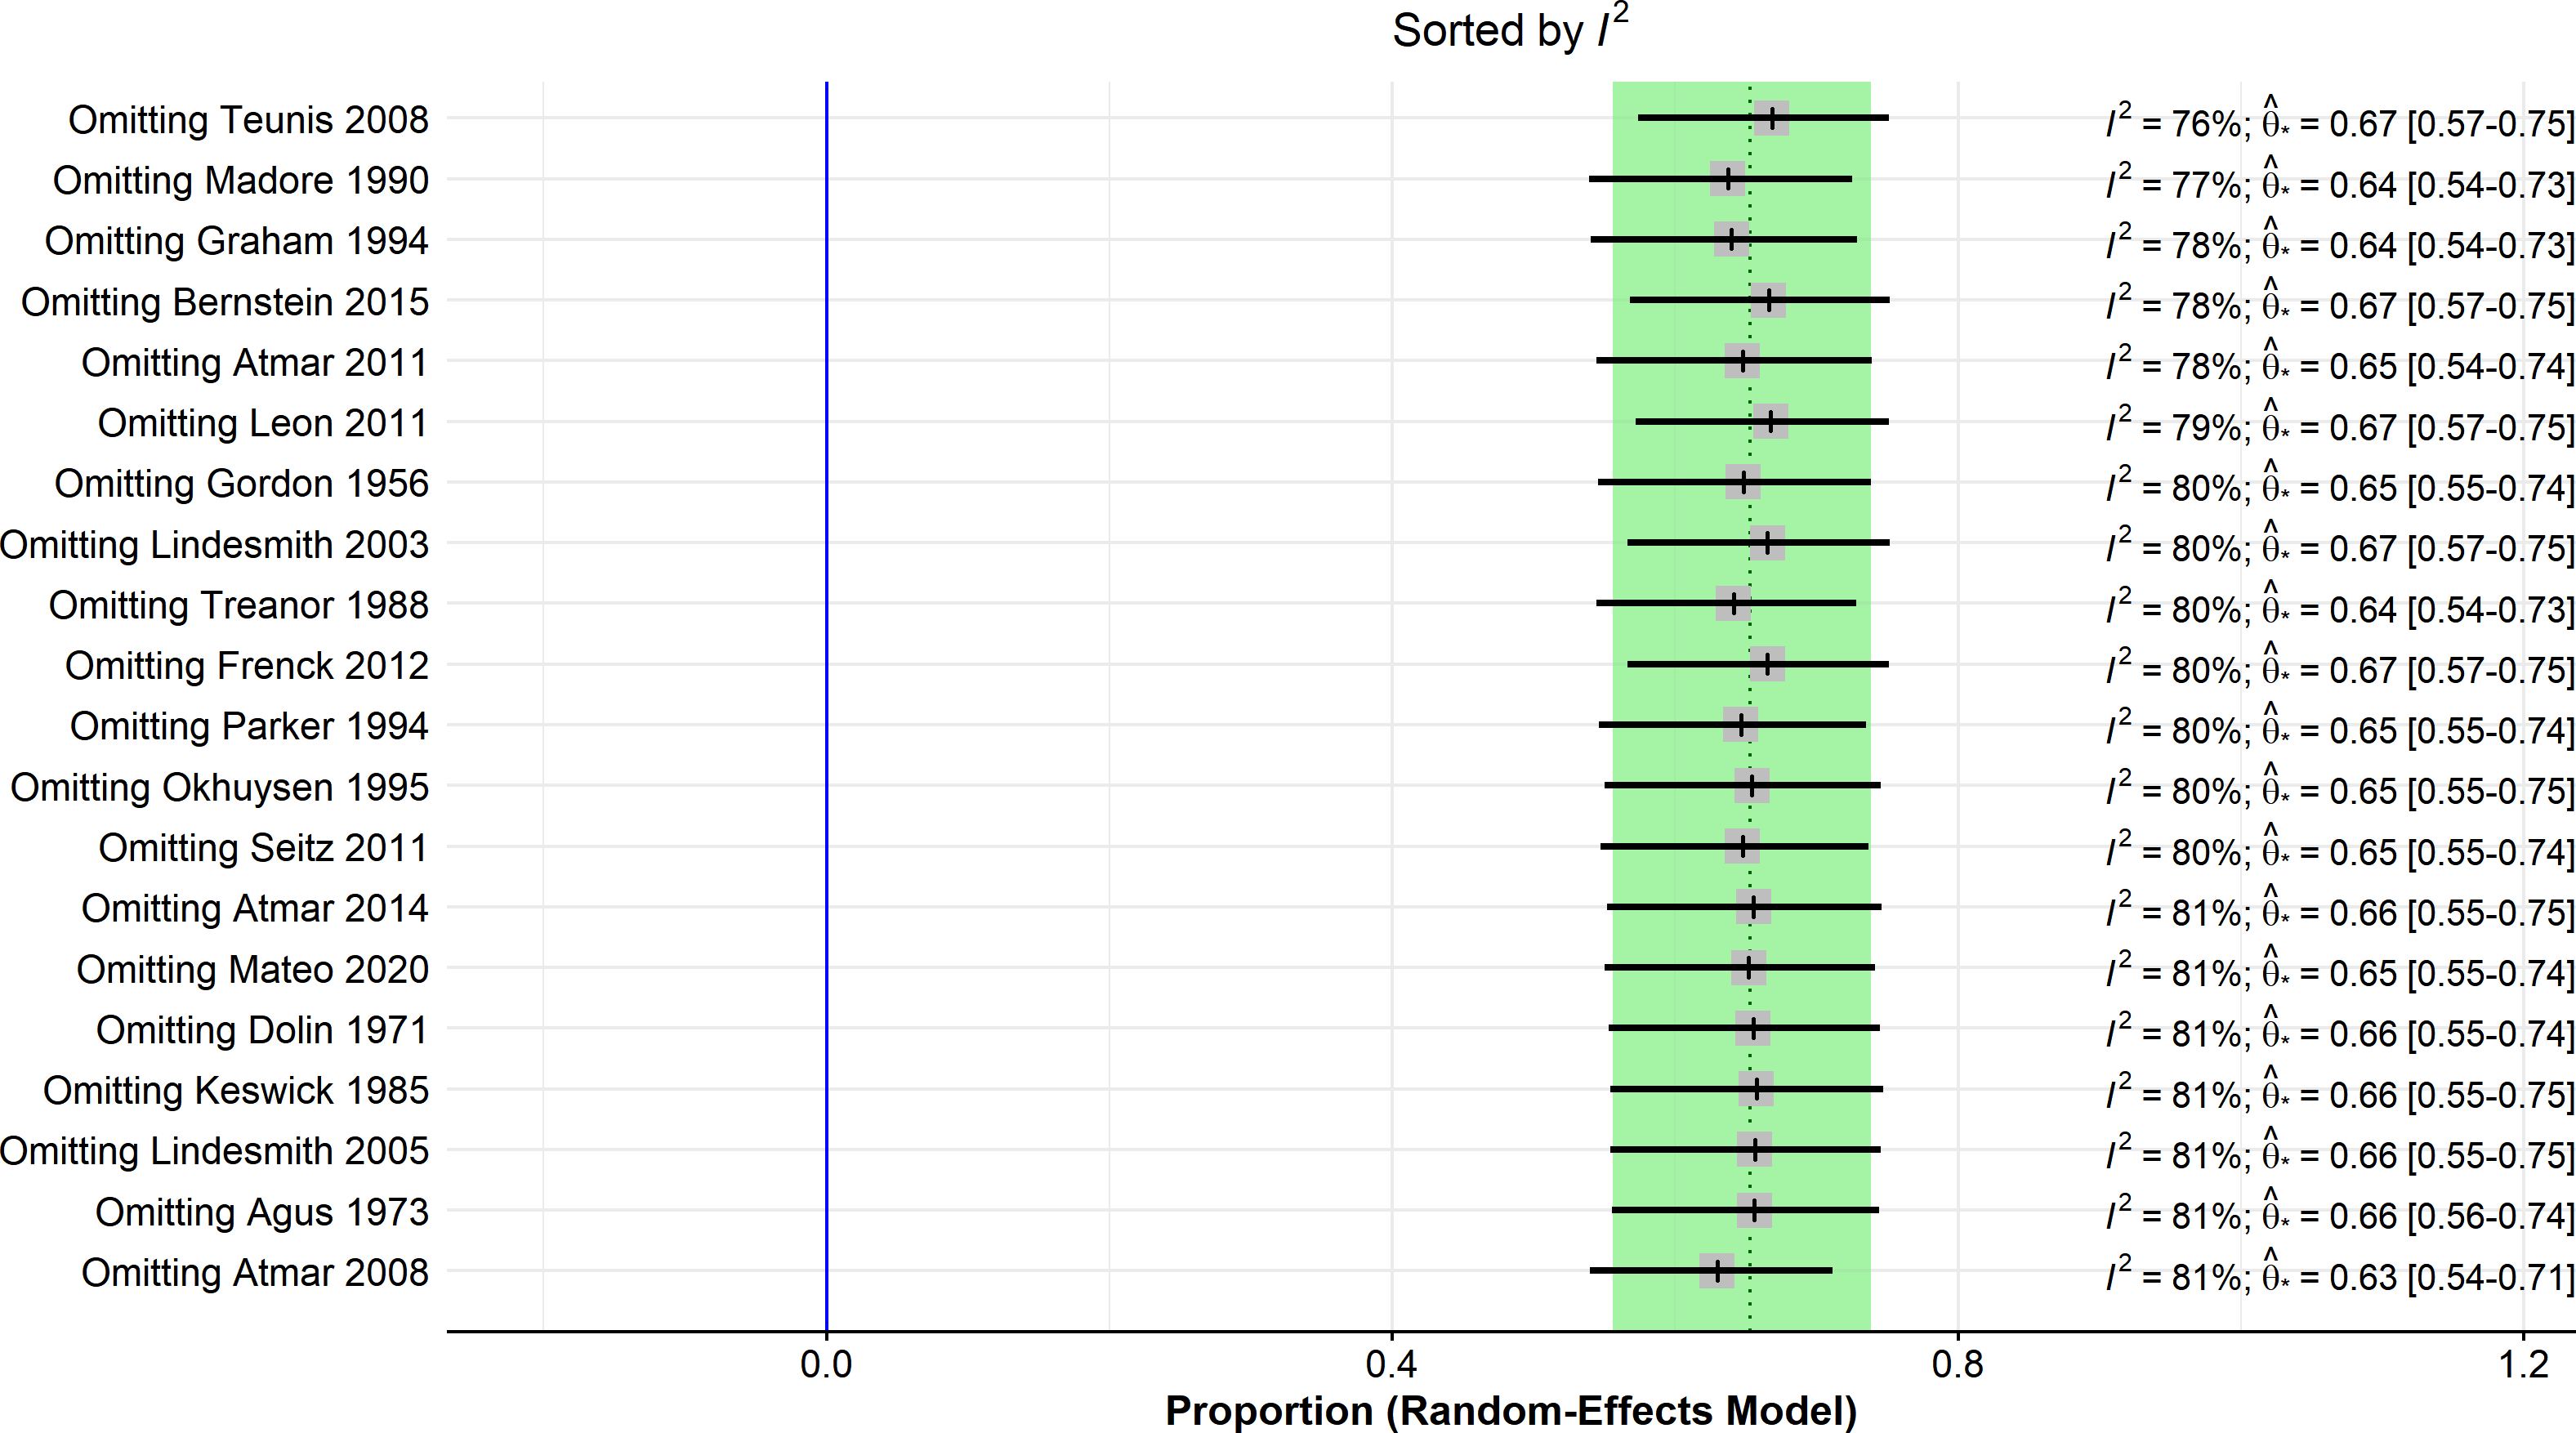 Sorted by I²
Omitting Teunis 2008 I² = 76%; θ̂* = 0.67 [0.57-0.75]
Omitting Madore 1990 I² = 77%; θ̂* = 0.64 [0.54-0.73]
Omitting Graham 1994 I² = 78%; θ̂* = 0.64 [0.54-0.73]
Omitting Bernstein 2015 I² = 78%; θ̂* = 0.67 [0.57-0.75]
Omitting Atmar 2011 I² = 78%; θ̂* = 0.65 [0.54-0.74]
Omitting Leon 2011 I² = 79%; θ̂* = 0.67 [0.57-0.75]
Omitting Gordon 1956 I² = 80%; θ̂* = 0.65 [0.55-0.74]
Omitting Lindesmith 2003 I² = 80%; θ̂* = 0.67 [0.57-0.75]
Omitting Treanor 1988 I² = 80%; θ̂* = 0.64 [0.54-0.73]
Omitting Frenck 2012 I² = 80%; θ̂* = 0.67 [0.57-0.75]
Omitting Parker 1994 I² = 80%; θ̂* = 0.65 [0.55-0.74]
Omitting Okhuysen 1995 I² = 80%; θ̂* = 0.65 [0.55-0.75]
Omitting Seitz 2011 I² = 80%; θ̂* = 0.65 [0.55-0.74]
Omitting Atmar 2014 I² = 81%; θ̂* = 0.66 [0.55-0.75]
Omitting Mateo 2020 I² = 81%; θ̂* = 0.65 [0.55-0.74]
Omitting Dolin 1971 I² = 81%; θ̂* = 0.66 [0.55-0.74]
Omitting Keswick 1985 I² = 81%; θ̂* = 0.66 [0.55-0.75]
Omitting Lindesmith 2005 I² = 81%; θ̂* = 0.66 [0.55-0.75]
Omitting Agus 1973 I² = 81%; θ̂* = 0.66 [0.56-0.74]
Omitting Atmar 2008 I² = 81%; θ̂* = 0.63 [0.54-0.71]
0.0 0.4 0.8 1.2
Proportion (Random-Effects Model)